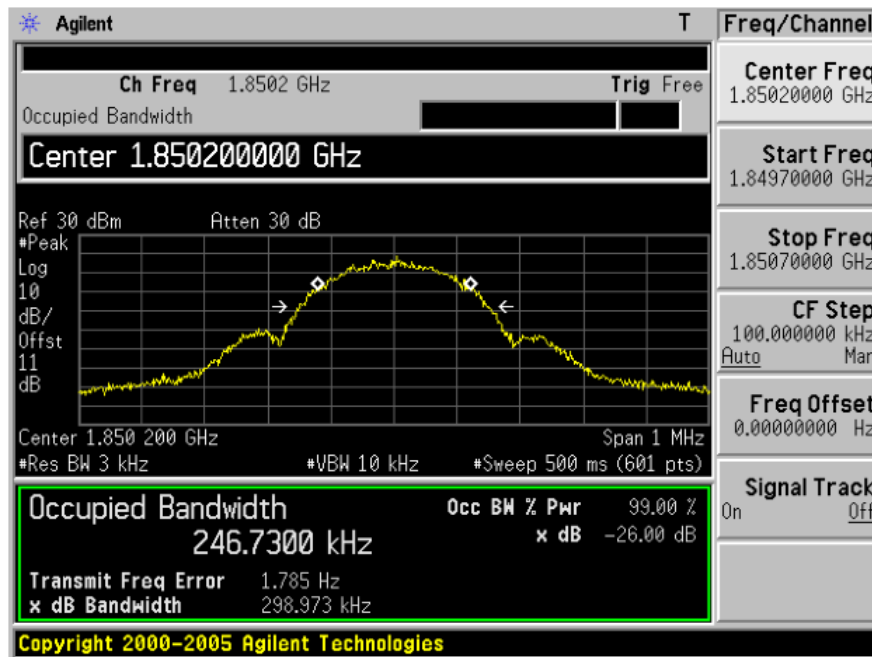 Agilent
T
Freq/Channel
Ch Freq 1.8502 GHz
Trig Free
Occupied Bandwidth
Center 1.850200000 GHz
Ref 30 dBm
Atten 30 dB
#Peak
Log
10
dB/
Offst
11
dB
Center 1.850 200 GHz
Span 1 MHz
#Res BW 3 kHz
#VBW 10 kHz
#Sweep 500 ms (601 pts)
Occupied Bandwidth
246.7300 kHz
Occ BW % Pwr 99.00 %
x dB -26.00 dB
Transmit Freq Error 1.785 Hz
x dB Bandwidth 298.973 kHz
Copyright 2000-2005 Agilent Technologies
Center Freq
1.85020000 GHz
Start Freq
1.84970000 GHz
Stop Freq
1.85070000 GHz
CF Step
100.000000 kHz
Auto Man
Freq Offset
0.00000000 Hz
Signal Track
On Off